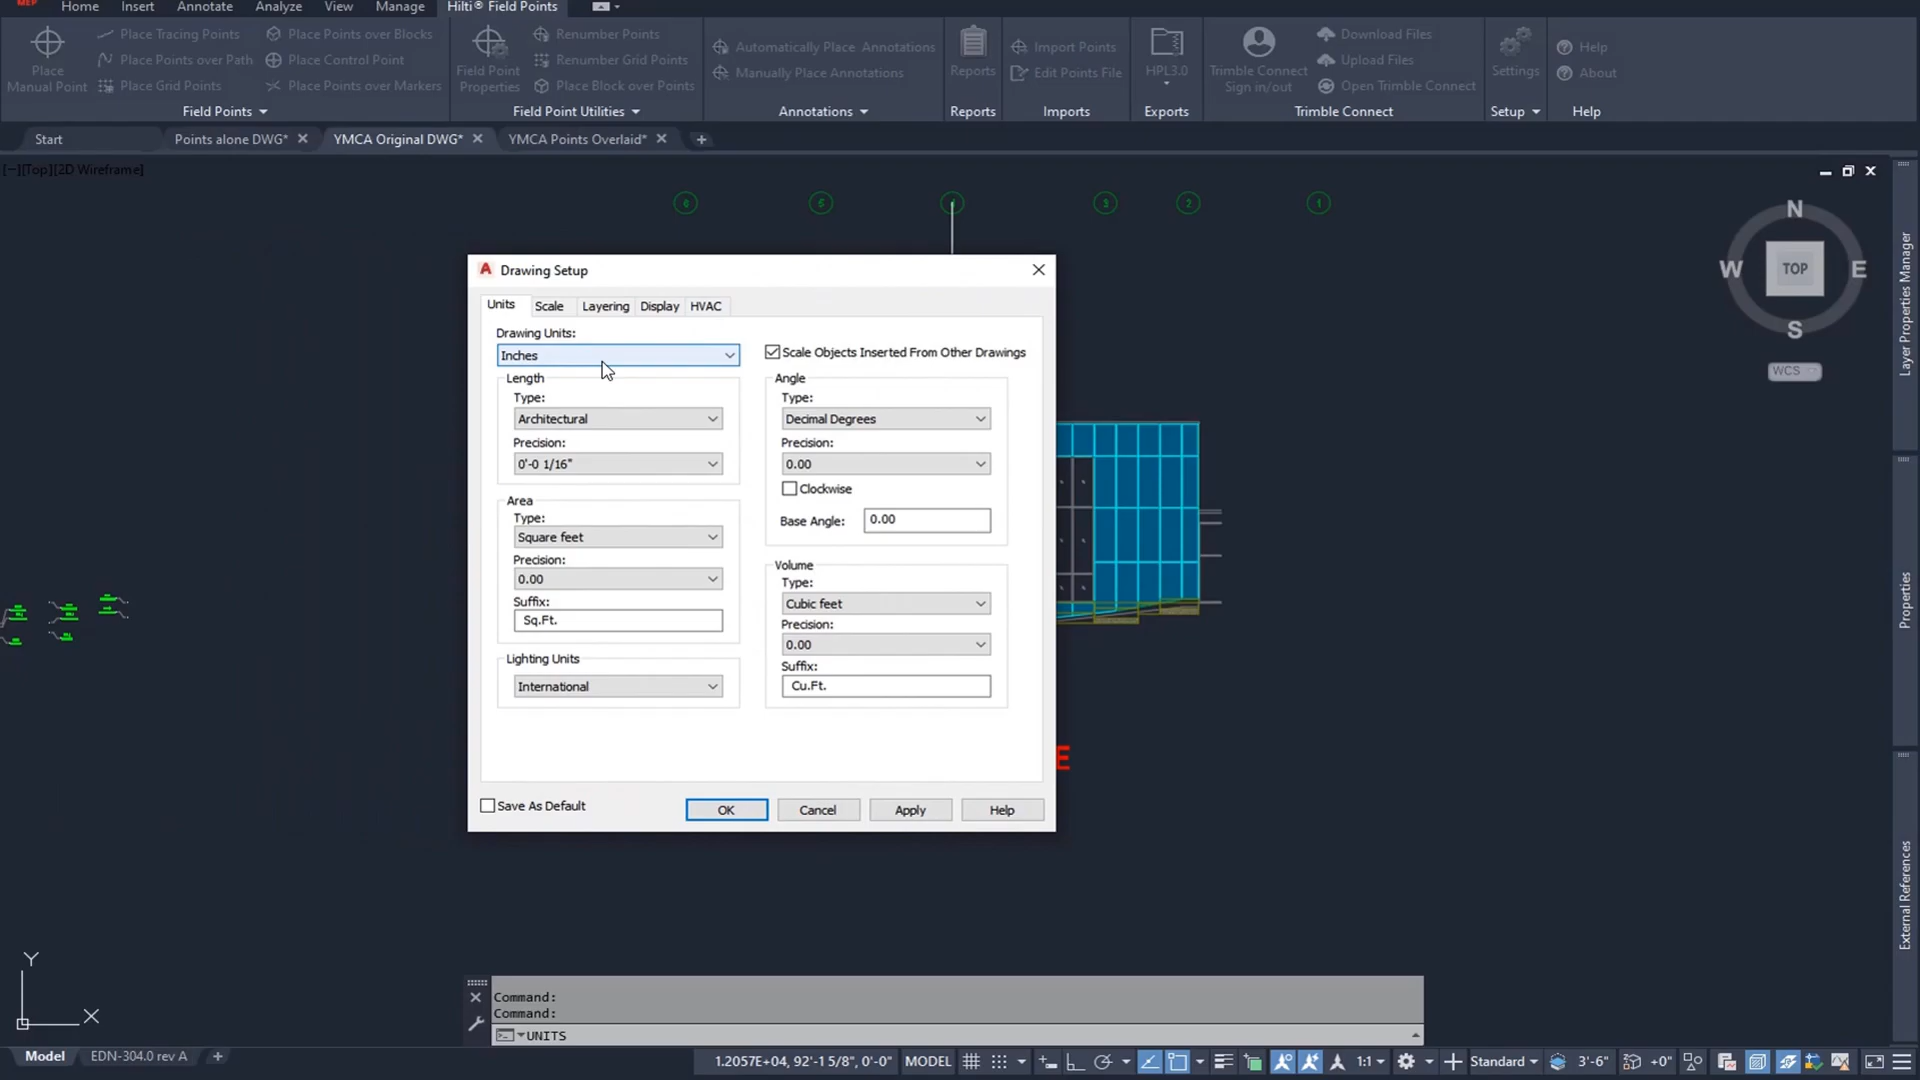 MEP
Home Insert Annotate Analyze View Manage Hilti® Field Points
Place Manual Point
Place Tracing Points
Place Points over Path
Place Grid Points
Place Points over Blocks
Place Control Point
Place Points over Markers
Field Points
Field Point Properties
Renumber Points
Renumber Grid Points
Place Block over Points
Field Point Utilities
Automatically Place Annotations
Manually Place Annotations
Annotations
Reports
Reports
Import Points
Edit Points File
Imports
HPL3.0
Exports
Trimble Connect Sign in/out
Download Files
Upload Files
Open Trimble Connect
Trimble Connect
Settings
Setup
Help
About
Help
Start
Points alone DWG*
YMCA Original DWG*
YMCA Points Overlaid*
[−][Top][2D Wireframe]
6 5 3 2 1
N
W TOP E
S
WCS
Layer Properties Manager
Properties
External References
Drawing Setup
Units Scale Layering Display HVAC
Drawing Units:
Inches
Length
Type:
Architectural
Precision:
0'-0 1/16"
Area
Type:
Square feet
Precision:
0.00
Suffix:
Sq.Ft.
Lighting Units
International
Scale Objects Inserted From Other Drawings
Angle
Type:
Decimal Degrees
Precision:
0.00
Clockwise
Base Angle: 0.00
Volume
Type:
Cubic feet
Precision:
0.00
Suffix:
Cu.Ft.
Save As Default
OK Cancel Apply Help
E
Y
X
Command:
Command:
UNITS
Model EDN-304.0 rev A
1.2057E+04, 92'-1 5/8", 0'-0" MODEL 1:1 Standard 3'-6" +0"